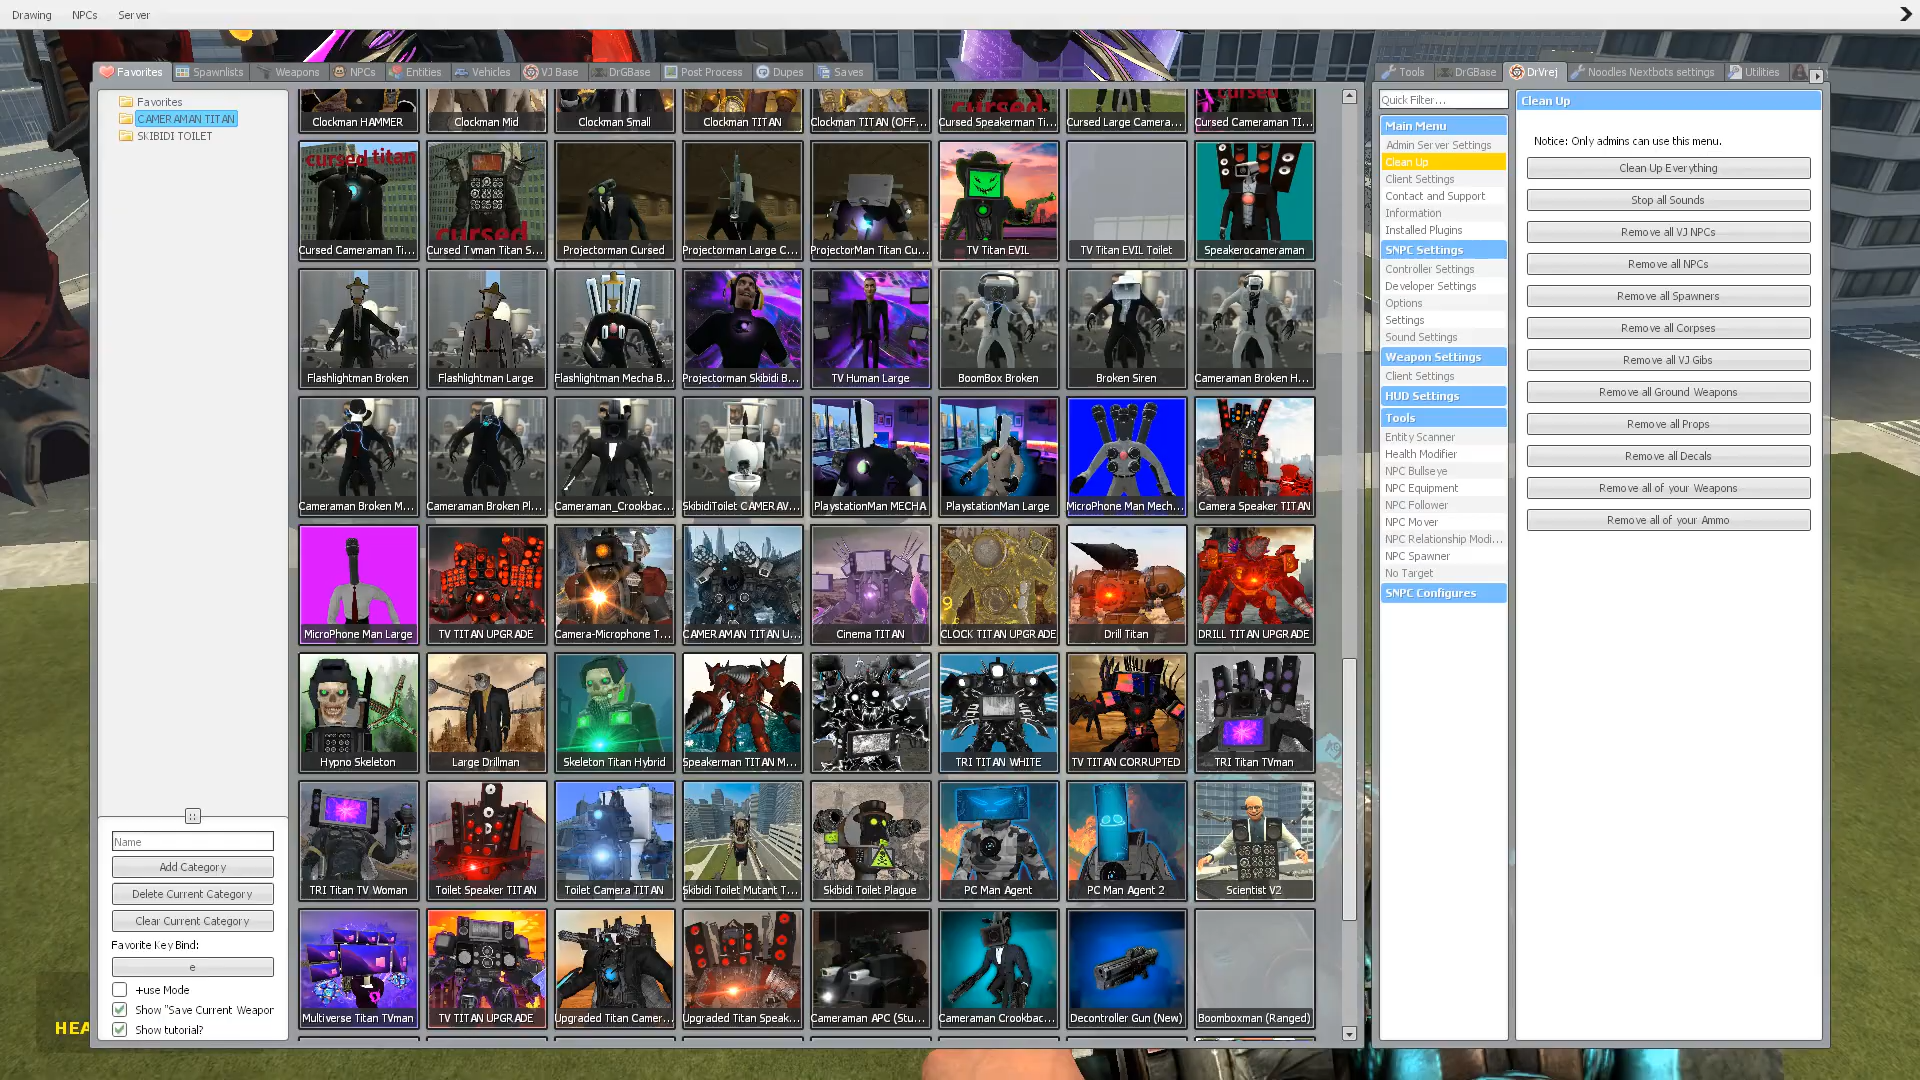 Drawing NPCs Server
Favorites Spawnlists Weapons NPCs Entities Vehicles VJ Base DrGBase Post Process Dupes Saves
Tools DrGBase DrVrej Noodles Nextbots settings Utilities
Favorites
CAMERAMAN TITAN
SKIBIDI TOILET
Clockman HAMMER
Clockman Mid
Clockman Small
Clockman TITAN
Clockman TITAN (OFF...
cursed
Cursed Speakerman Ti...
Cursed Large Camera...
cursed
Cursed Cameraman TI...
cursed titan
Cursed Cameraman Ti...
cursed
Cursed Tvman Titan S...
Projectorman Cursed
Projectorman Large C...
ProjectorMan Titan Cu...
TV Titan EVIL
TV Titan EVIL Toilet
Speakerocameraman
Flashlightman Broken
Flashlightman Large
Flashlightman Mecha B...
Projectorman Skibidi B...
TV Human Large
BoomBox Broken
Broken Siren
Cameraman Broken H...
Cameraman Broken M...
Cameraman Broken Pl...
Cameraman_Crookbac...
SkibidiToilet CAMERAV...
PlaystationMan MECHA
PlaystationMan Large
MicroPhone Man Mech...
Camera Speaker TITAN
MicroPhone Man Large
TV TITAN UPGRADE
Camera-Microphone T...
CAMERAMAN TITAN U...
Cinema TITAN
9
CLOCK TITAN UPGRADE
Drill Titan
DRILL TITAN UPGRADE
Hypno Skeleton
Large Drillman
Skeleton Titan Hybrid
Speakerman TITAN M...
TRI TITAN WHITE
TV TITAN CORRUPTED
TRI Titan TVman
TRI Titan TV Woman
Toilet Speaker TITAN
Toilet Camera TITAN
Skibidi Toilet Mutant T...
Skibidi Toilet Plague
PC Man Agent
PC Man Agent 2
Scientist V2
Multiverse Titan TVman
TV TITAN UPGRADE
Upgraded Titan Camer...
Upgraded Titan Speak...
Cameraman APC (Stu...
Cameraman Crookbac...
Decontroller Gun (New)
Boomboxman (Ranged)
Name
Add Category
Delete Current Category
Clear Current Category
Favorite Key Bind:
e
+use Mode
Show "Save Current Weapor
Show tutorial?
HEA
Quick Filter...
Main Menu
Admin Server Settings
Clean Up
Client Settings
Contact and Support
Information
Installed Plugins
SNPC Settings
Controller Settings
Developer Settings
Options
Settings
Sound Settings
Weapon Settings
Client Settings
HUD Settings
Tools
Entity Scanner
Health Modifier
NPC Bullseye
NPC Equipment
NPC Follower
NPC Mover
NPC Relationship Modi...
NPC Spawner
No Target
SNPC Configures
Clean Up
Notice: Only admins can use this menu.
Clean Up Everything
Stop all Sounds
Remove all VJ NPCs
Remove all NPCs
Remove all Spawners
Remove all Corpses
Remove all VJ Gibs
Remove all Ground Weapons
Remove all Props
Remove all Decals
Remove all of your Weapons
Remove all of your Ammo